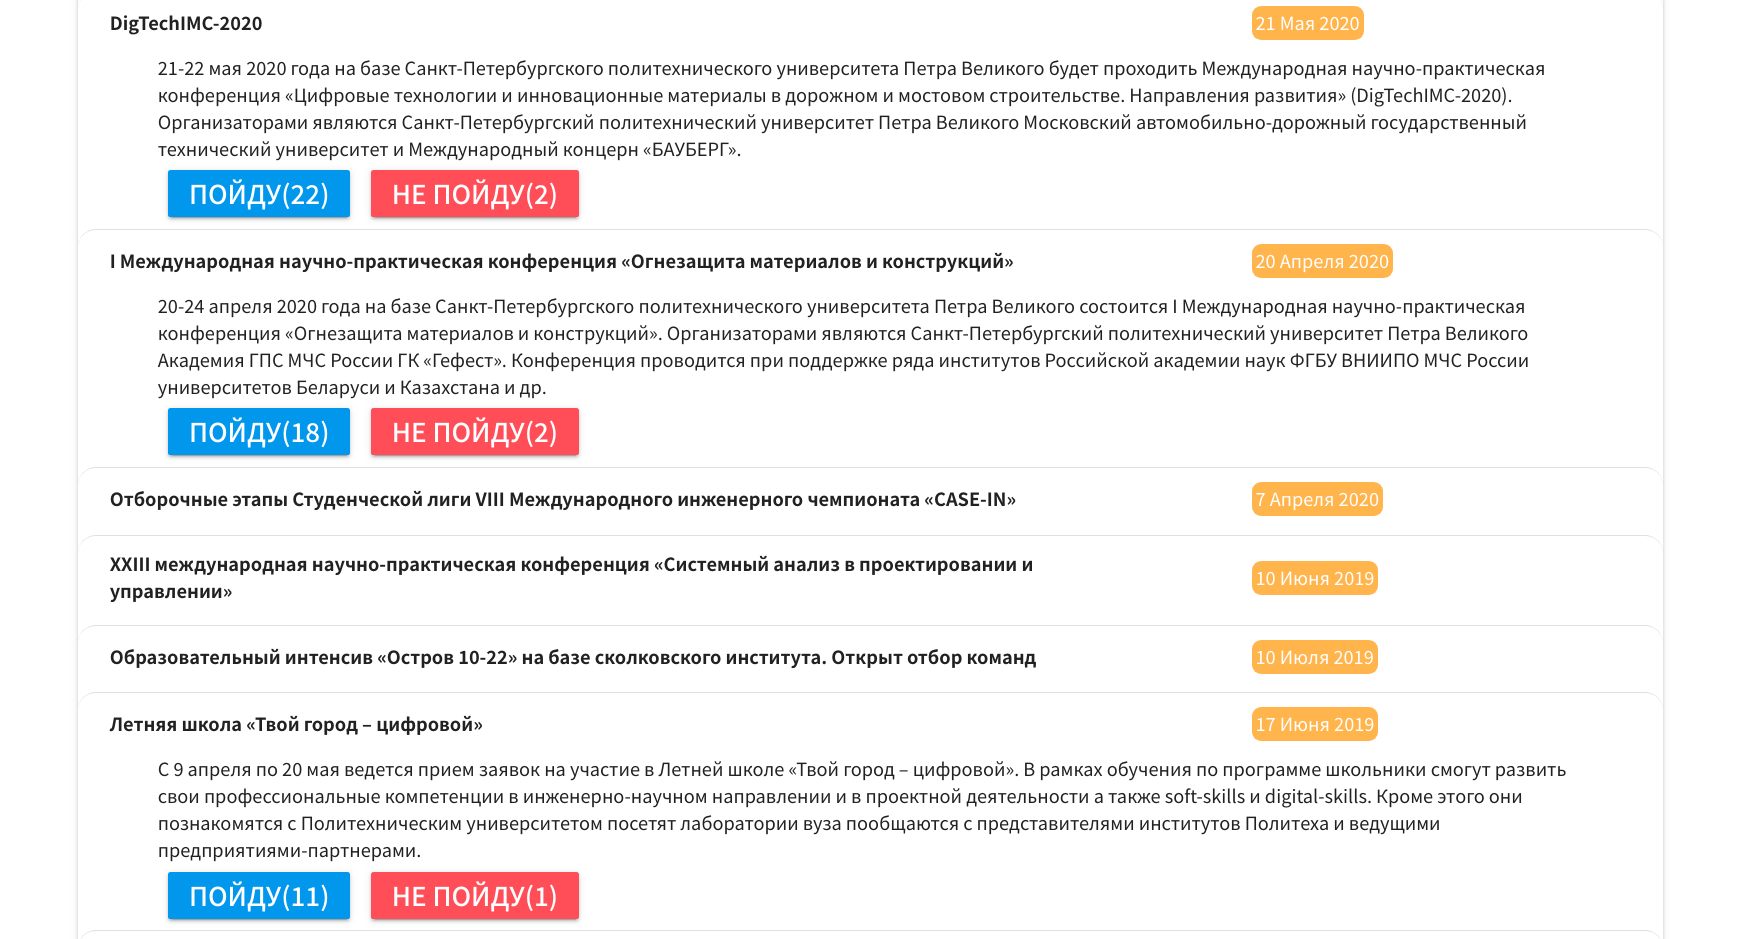 DigTechIMC-2020
21 Мая 2020
21-22 мая 2020 года на базе Санкт-Петербургского политехнического университета Петра Великого будет проходить Международная научно-практическая
конференция «Цифровые технологии и инновационные материалы в дорожном и мостовом строительстве. Направления развития» (DigTechIMC-2020).
Организаторами являются Санкт-Петербургский политехнический университет Петра Великого Московский автомобильно-дорожный государственный
технический университет и Международный концерн «БАУБЕРГ».
ПОЙДУ(22)
НЕ ПОЙДУ(2)
I Международная научно-практическая конференция «Огнезащита материалов и конструкций»
20 Апреля 2020
20-24 апреля 2020 года на базе Санкт-Петербургского политехнического университета Петра Великого состоится I Международная научно-практическая
конференция «Огнезащита материалов и конструкций». Организаторами являются Санкт-Петербургский политехнический университет Петра Великого
Академия ГПС МЧС России ГК «Гефест». Конференция проводится при поддержке ряда институтов Российской академии наук ФГБУ ВНИИПО МЧС России
университетов Беларуси и Казахстана и др.
ПОЙДУ(18)
НЕ ПОЙДУ(2)
Отборочные этапы Студенческой лиги VIII Международного инженерного чемпионата «CASE-IN»
7 Апреля 2020
XXIII международная научно-практическая конференция «Системный анализ в проектировании и
управлении»
10 Июня 2019
Образовательный интенсив «Остров 10-22» на базе сколковского института. Открыт отбор команд
10 Июля 2019
Летняя школа «Твой город – цифровой»
17 Июня 2019
С 9 апреля по 20 мая ведется прием заявок на участие в Летней школе «Твой город – цифровой». В рамках обучения по программе школьники смогут развить
свои профессиональные компетенции в инженерно-научном направлении и в проектной деятельности а также soft-skills и digital-skills. Кроме этого они
познакомятся с Политехническим университетом посетят лаборатории вуза пообщаются с представителями институтов Политеха и ведущими
предприятиями-партнерами.
ПОЙДУ(11)
НЕ ПОЙДУ(1)